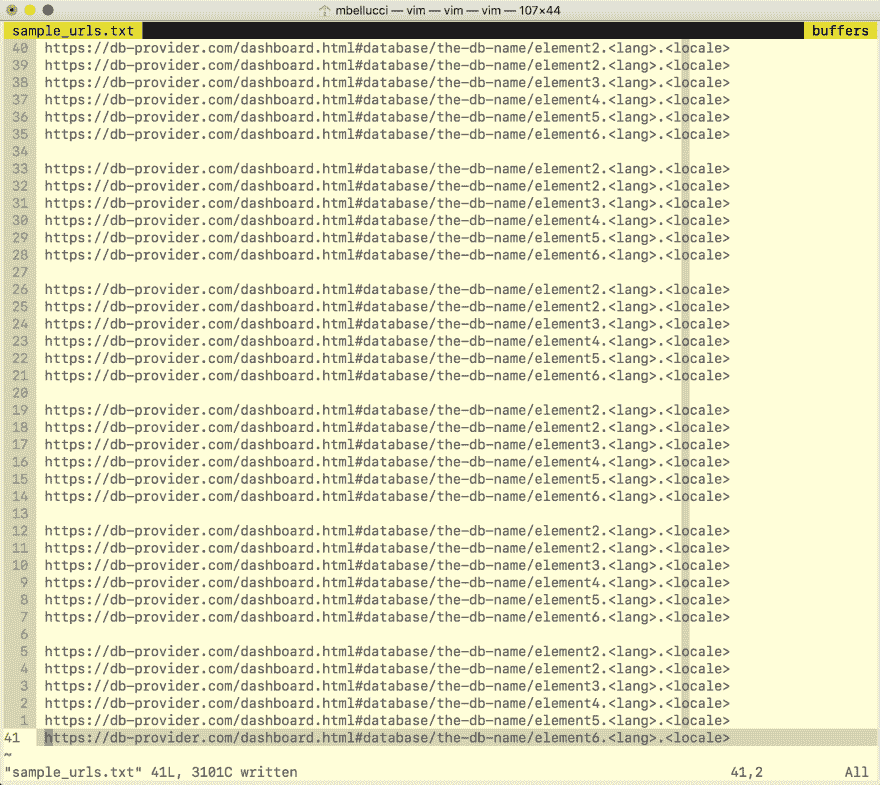 mbellucci — vim — vim — vim — 107×44
sample_urls.txt buffers
40 https://db-provider.com/dashboard.html#database/the-db-name/element2.<lang>.<locale>
39 https://db-provider.com/dashboard.html#database/the-db-name/element2.<lang>.<locale>
38 https://db-provider.com/dashboard.html#database/the-db-name/element3.<lang>.<locale>
37 https://db-provider.com/dashboard.html#database/the-db-name/element4.<lang>.<locale>
36 https://db-provider.com/dashboard.html#database/the-db-name/element5.<lang>.<locale>
35 https://db-provider.com/dashboard.html#database/the-db-name/element6.<lang>.<locale>
34
33 https://db-provider.com/dashboard.html#database/the-db-name/element2.<lang>.<locale>
32 https://db-provider.com/dashboard.html#database/the-db-name/element2.<lang>.<locale>
31 https://db-provider.com/dashboard.html#database/the-db-name/element3.<lang>.<locale>
30 https://db-provider.com/dashboard.html#database/the-db-name/element4.<lang>.<locale>
29 https://db-provider.com/dashboard.html#database/the-db-name/element5.<lang>.<locale>
28 https://db-provider.com/dashboard.html#database/the-db-name/element6.<lang>.<locale>
27
26 https://db-provider.com/dashboard.html#database/the-db-name/element2.<lang>.<locale>
25 https://db-provider.com/dashboard.html#database/the-db-name/element2.<lang>.<locale>
24 https://db-provider.com/dashboard.html#database/the-db-name/element3.<lang>.<locale>
23 https://db-provider.com/dashboard.html#database/the-db-name/element4.<lang>.<locale>
22 https://db-provider.com/dashboard.html#database/the-db-name/element5.<lang>.<locale>
21 https://db-provider.com/dashboard.html#database/the-db-name/element6.<lang>.<locale>
20
19 https://db-provider.com/dashboard.html#database/the-db-name/element2.<lang>.<locale>
18 https://db-provider.com/dashboard.html#database/the-db-name/element2.<lang>.<locale>
17 https://db-provider.com/dashboard.html#database/the-db-name/element3.<lang>.<locale>
16 https://db-provider.com/dashboard.html#database/the-db-name/element4.<lang>.<locale>
15 https://db-provider.com/dashboard.html#database/the-db-name/element5.<lang>.<locale>
14 https://db-provider.com/dashboard.html#database/the-db-name/element6.<lang>.<locale>
13
12 https://db-provider.com/dashboard.html#database/the-db-name/element2.<lang>.<locale>
11 https://db-provider.com/dashboard.html#database/the-db-name/element2.<lang>.<locale>
10 https://db-provider.com/dashboard.html#database/the-db-name/element3.<lang>.<locale>
9 https://db-provider.com/dashboard.html#database/the-db-name/element4.<lang>.<locale>
8 https://db-provider.com/dashboard.html#database/the-db-name/element5.<lang>.<locale>
7 https://db-provider.com/dashboard.html#database/the-db-name/element6.<lang>.<locale>
6
5 https://db-provider.com/dashboard.html#database/the-db-name/element2.<lang>.<locale>
4 https://db-provider.com/dashboard.html#database/the-db-name/element2.<lang>.<locale>
3 https://db-provider.com/dashboard.html#database/the-db-name/element3.<lang>.<locale>
2 https://db-provider.com/dashboard.html#database/the-db-name/element4.<lang>.<locale>
1 https://db-provider.com/dashboard.html#database/the-db-name/element5.<lang>.<locale>
41 https://db-provider.com/dashboard.html#database/the-db-name/element6.<lang>.<locale>
~
"sample_urls.txt" 41L, 3101C written 41,2 All